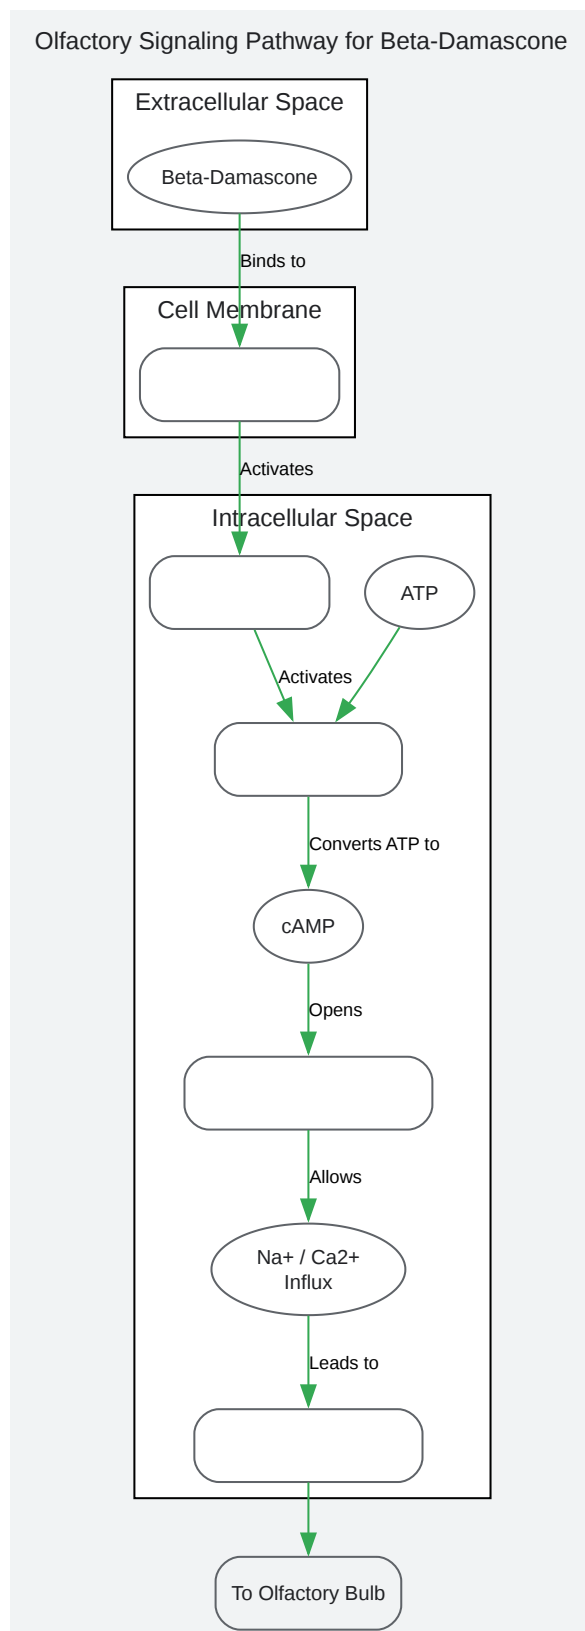 Olfactory Signaling Pathway for Beta-Damascone
Extracellular Space
Beta-Damascone
Binds to
Cell Membrane
Activates
Intracellular Space
ATP
Activates
Converts ATP to
cAMP
Opens
Allows
Na+ / Ca2+
Influx
Leads to
To Olfactory Bulb